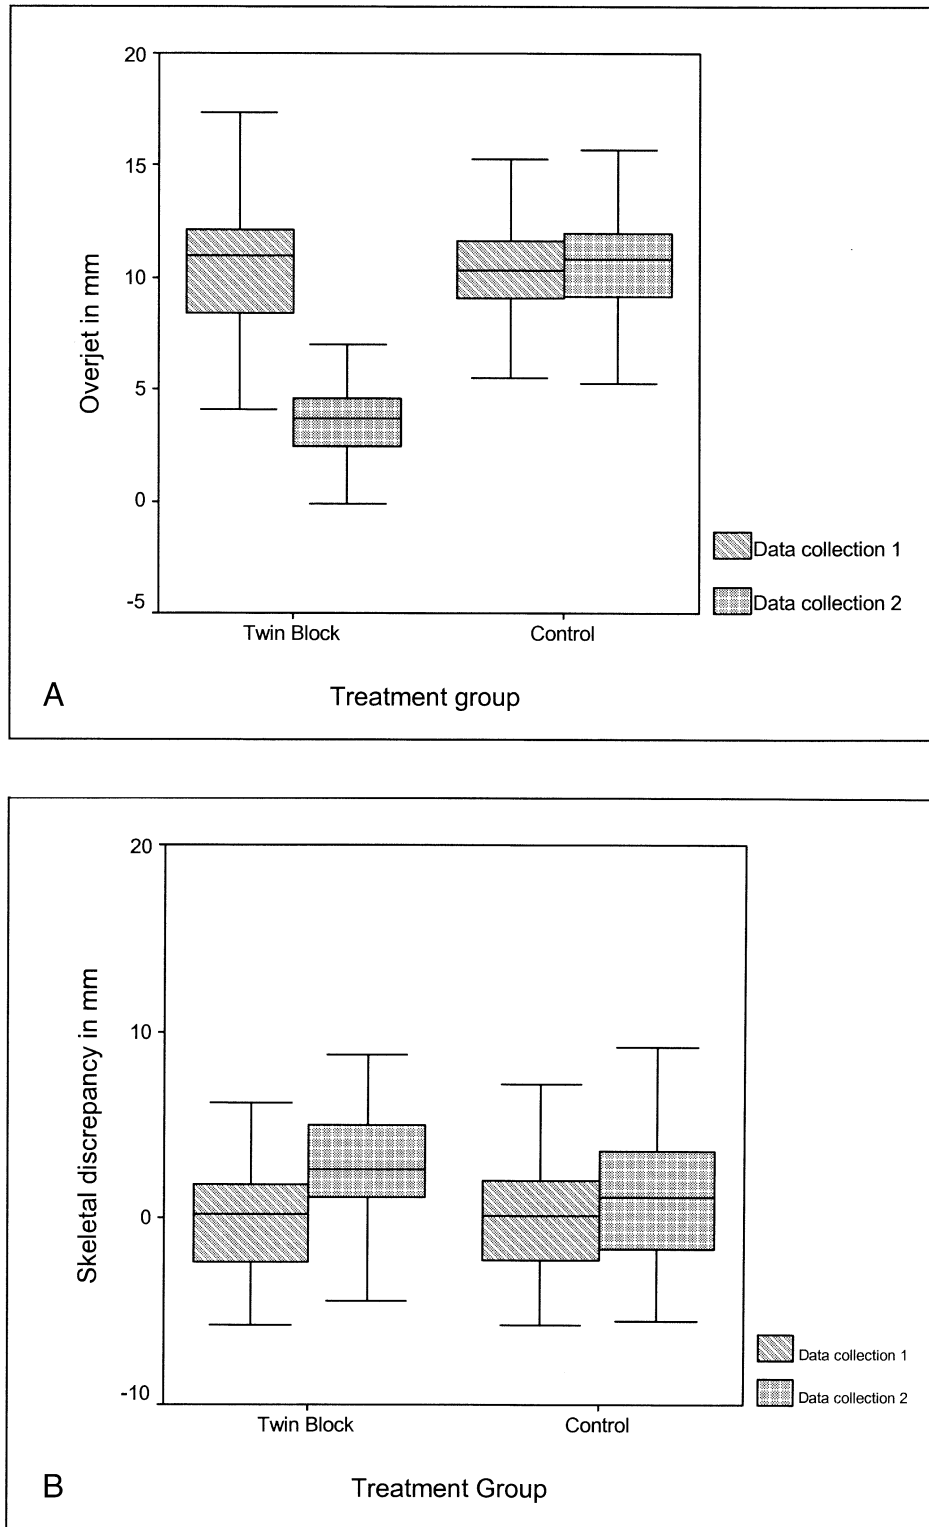 20
15
10
5
0
-5
Overjet in mm
Twin Block Control
Data collection 1
Data collection 2
A
Treatment group
20
10
0
-10
Skeletal discrepancy in mm
Twin Block Control
Data collection 1
Data collection 2
B
Treatment Group